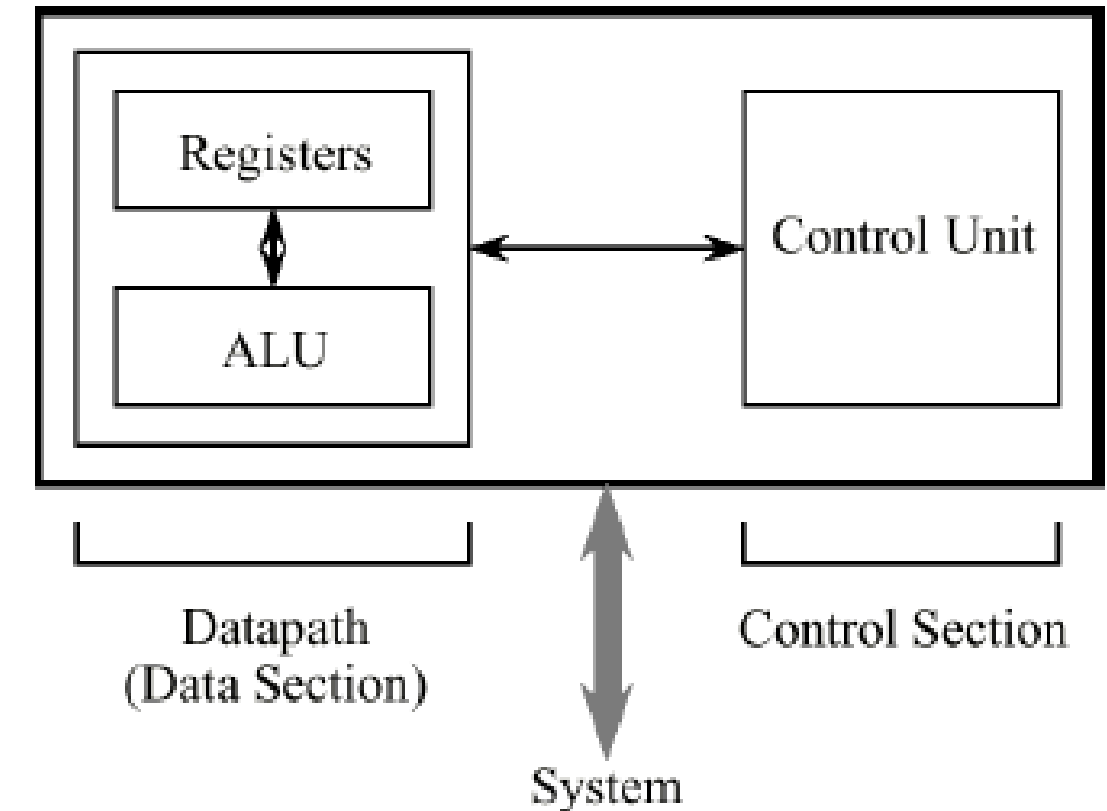 Registers
Control Unit
ALU
Datapath
(Data Section)
Control Section
System